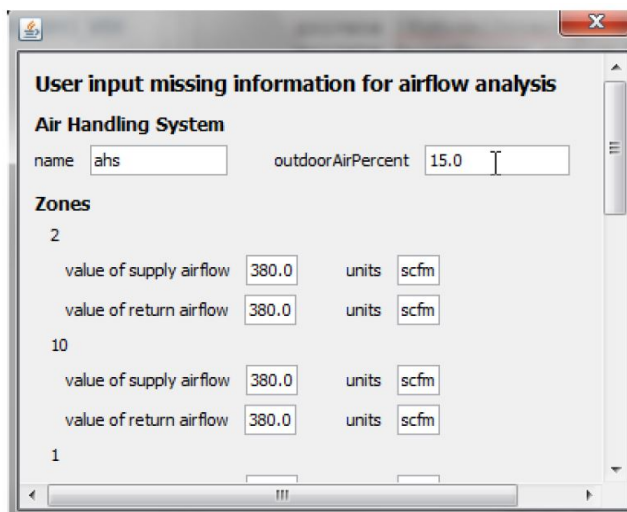 User input missing information for airflow analysis
Air Handling System
name ahs outdoorAirPercent 15.0
Zones
2
value of supply airflow 380.0 units scfm
value of return airflow 380.0 units scfm
10
value of supply airflow 380.0 units scfm
value of return airflow 380.0 units scfm
1